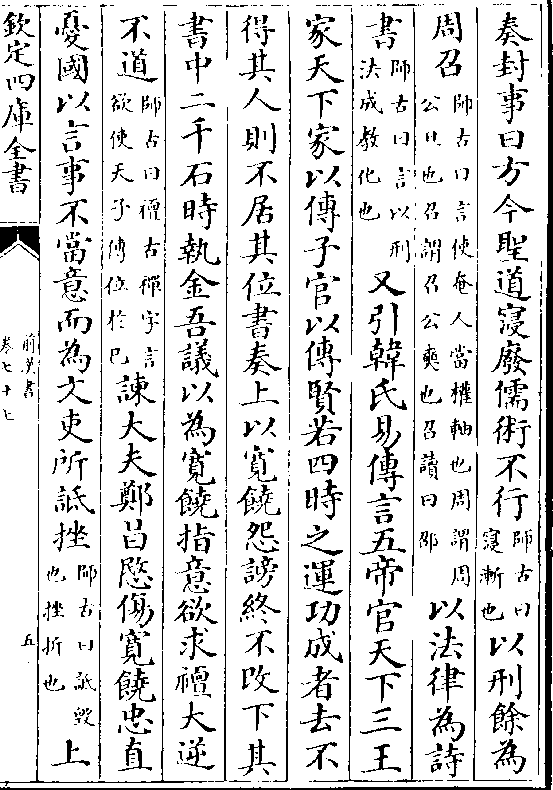 奏封事曰方今聖道寖廢儒術不行師古曰寖漸也以刑餘為
周召師古曰言使奄人當權軸也周謂周公旦也召謂召公奭也召讀曰邵以法律為詩
書師古曰言以刑法成教化也又引韓氏易傳言五帝官天下三王
家天下家以傳子官以傳賢若四時之運功成者去不
得其人則不居其位書奏上以寛饒怨謗終不改下其
書中二千石時執金吾議以為寛饒指意欲求禪大逆
不道師古曰檀古禪字言欲使天子傳位於已諫大夫鄭昌愍傷寛饒忠直
憂國以言事不當意而為文吏所詆挫師古曰詆毀也挫折也上
欽定四庫全書
前漢書
卷七十七
五